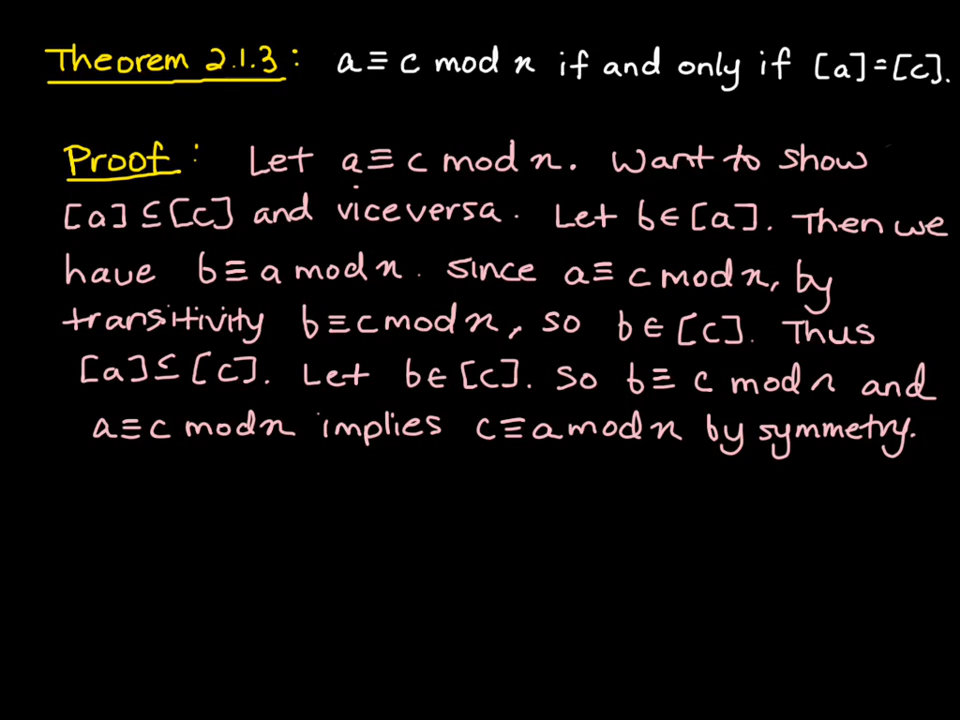 Theorem 2.1.3: a ≡ c mod n if and only if [a]=[c].
Proof: Let a ≡ c mod n. Want to show
[a] ⊆ [c] and viceversa. Let b ∈ [a]. Then we
have b ≡ a mod n. Since a ≡ c mod n, by
transitivity b ≡ c mod n, so b ∈ [c]. Thus
[a] ⊆ [c]. Let b ∈ [c]. So b ≡ c mod n and
a ≡ c mod n implies c ≡ a mod n by symmetry.